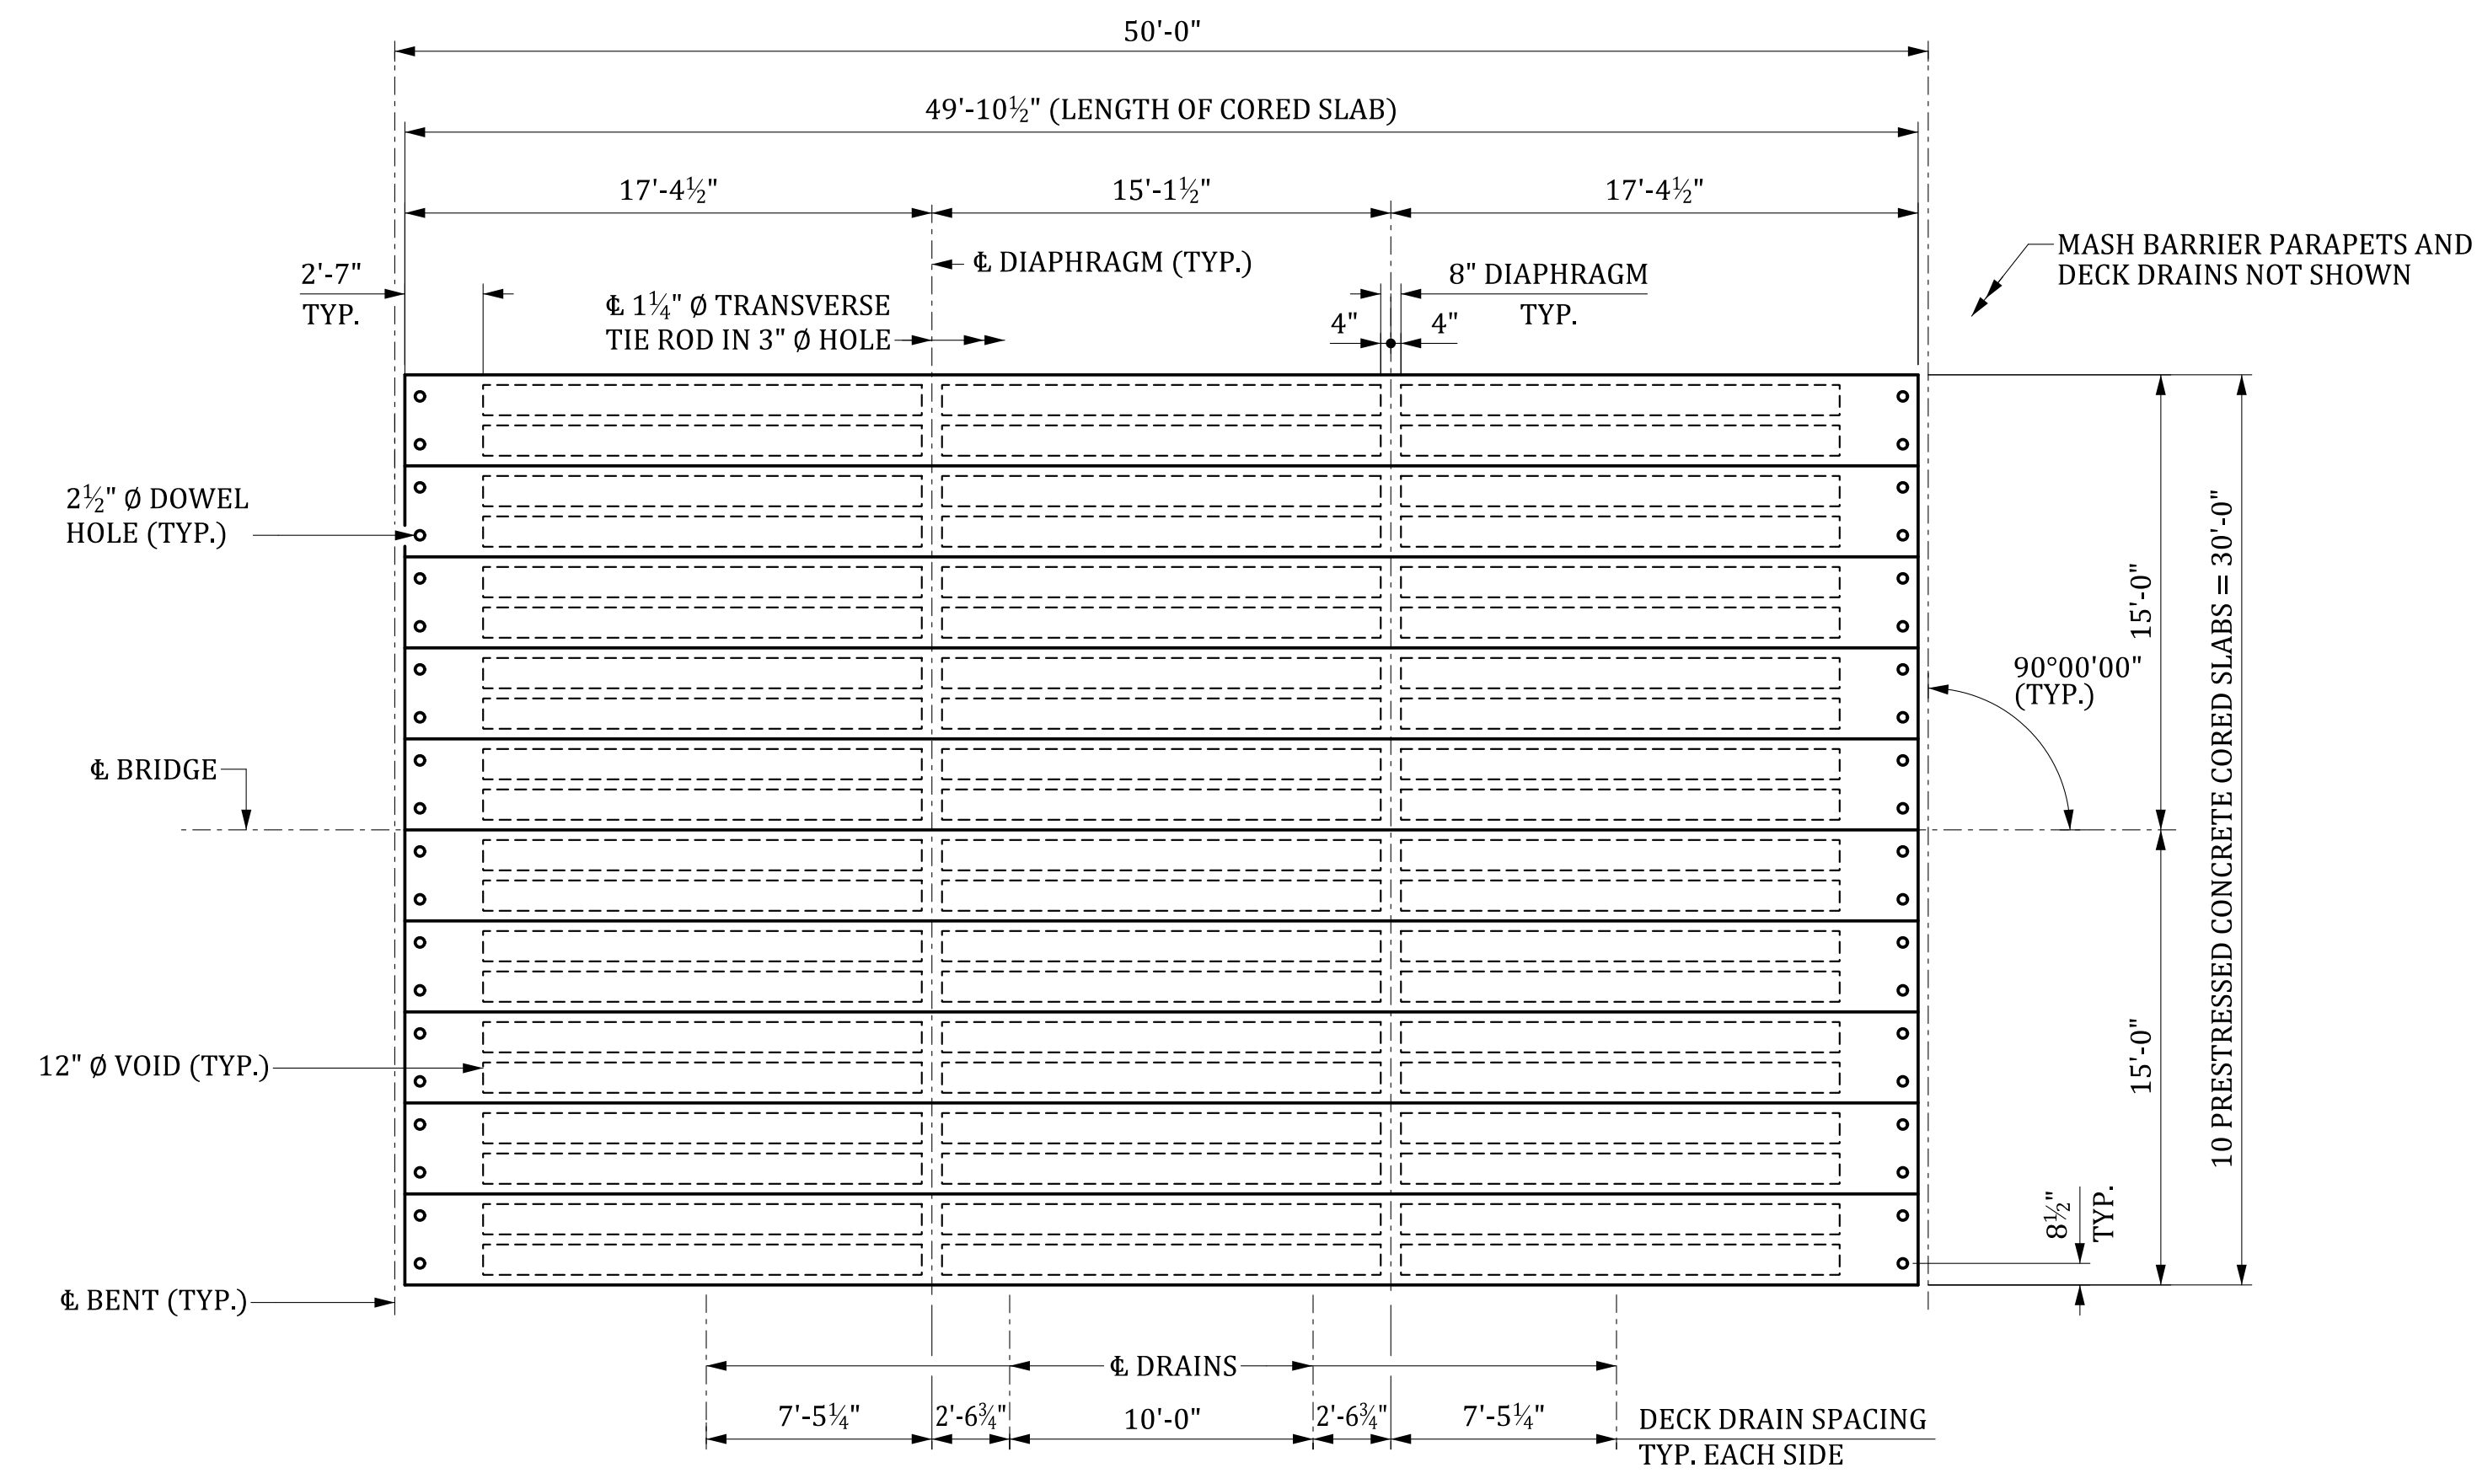 50'-0"
49'-10½" (LENGTH OF CORED SLAB)
17'-4½"
15'-1½"
17'-4½"
MASH BARRIER PARAPETS AND
DECK DRAINS NOT SHOWN
2'-7"
TYP.
℄ DIAPHRAGM (TYP.)
℄ 1¼" Ø TRANSVERSE
TIE ROD IN 3" Ø HOLE
8" DIAPHRAGM
TYP.
4"
4"
2½" Ø DOWEL
HOLE (TYP.)
15'-0"
10 PRESTRESSED CONCRETE CORED SLABS = 30'-0"
90°00'00"
(TYP.)
℄ BRIDGE
12" Ø VOID (TYP.)
15'-0"
8½"
TYP.
℄ BENT (TYP.)
℄ DRAINS
7'-5¼"
2'-6¾"
10'-0"
2'-6¾"
7'-5¼"
DECK DRAIN SPACING
TYP. EACH SIDE